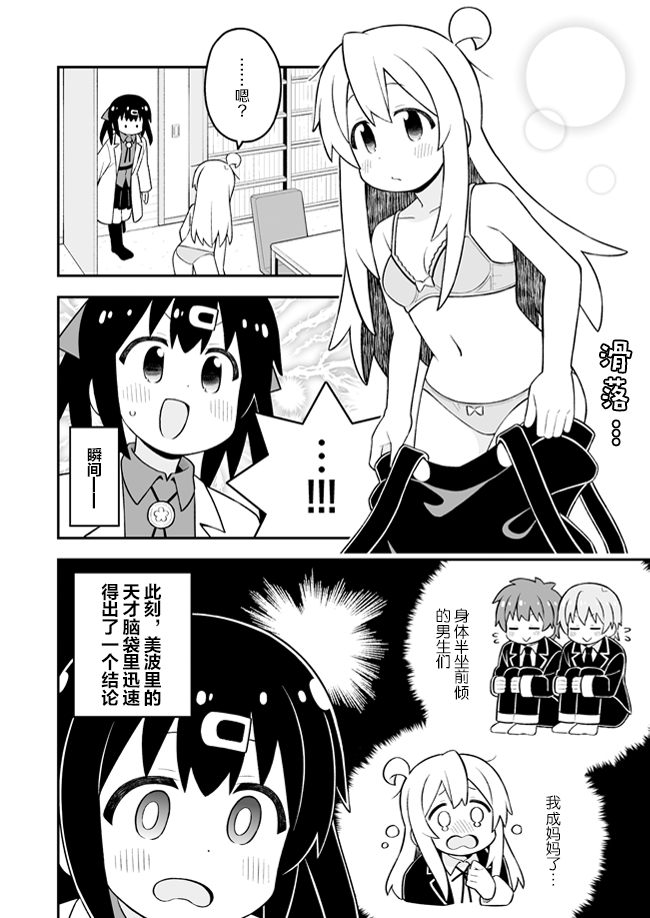 滑落…
……
嗯？
…!!!
瞬间——
此刻，美波里的
天才脑袋里迅速
得出了一个结论
身体半坐前倾
的男生们
我成妈妈了…